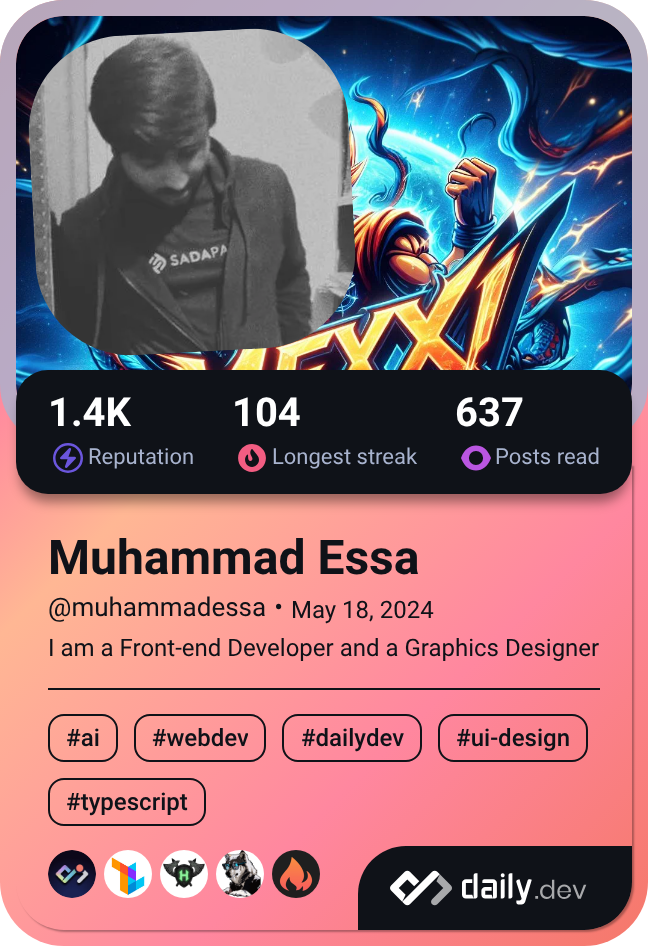 SADAPA
1.4K
104
637
Reputation
Longest streak
Posts read
Muhammad Essa
@muhammadessa • May 18, 2024
I am a Front-end Developer and a Graphics Designer
#ai
#webdev
#dailydev
#ui-design
#typescript
H
daily.dev